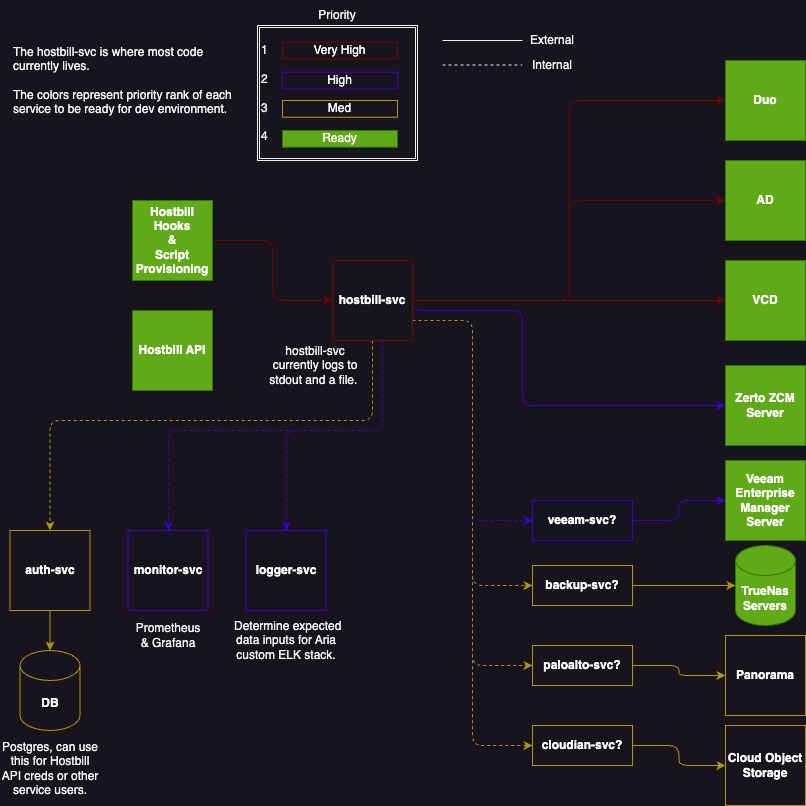 Priority
1 Very High
2 High
3 Med
4 Ready
External
Internal
The hostbill-svc is where most code
currently lives.
The colors represent priority rank of each
service to be ready for dev environment.
Duo
AD
VCD
Hostbill
Hooks
&
Script
Provisioning
hostbill-svc
Hostbill API
hostbill-svc
currently logs to
stdout and a file.
Zerto ZCM
Server
Veeam
Enterprise
Manager
Server
veeam-svc?
auth-svc
monitor-svc
logger-svc
backup-svc?
TrueNas
Servers
Prometheus
& Grafana
Determine expected
data inputs for Aria
custom ELK stack.
paloalto-svc?
Panorama
DB
cloudian-svc?
Cloud Object
Storage
Postgres, can use
this for Hostbill
API creds or other
service users.